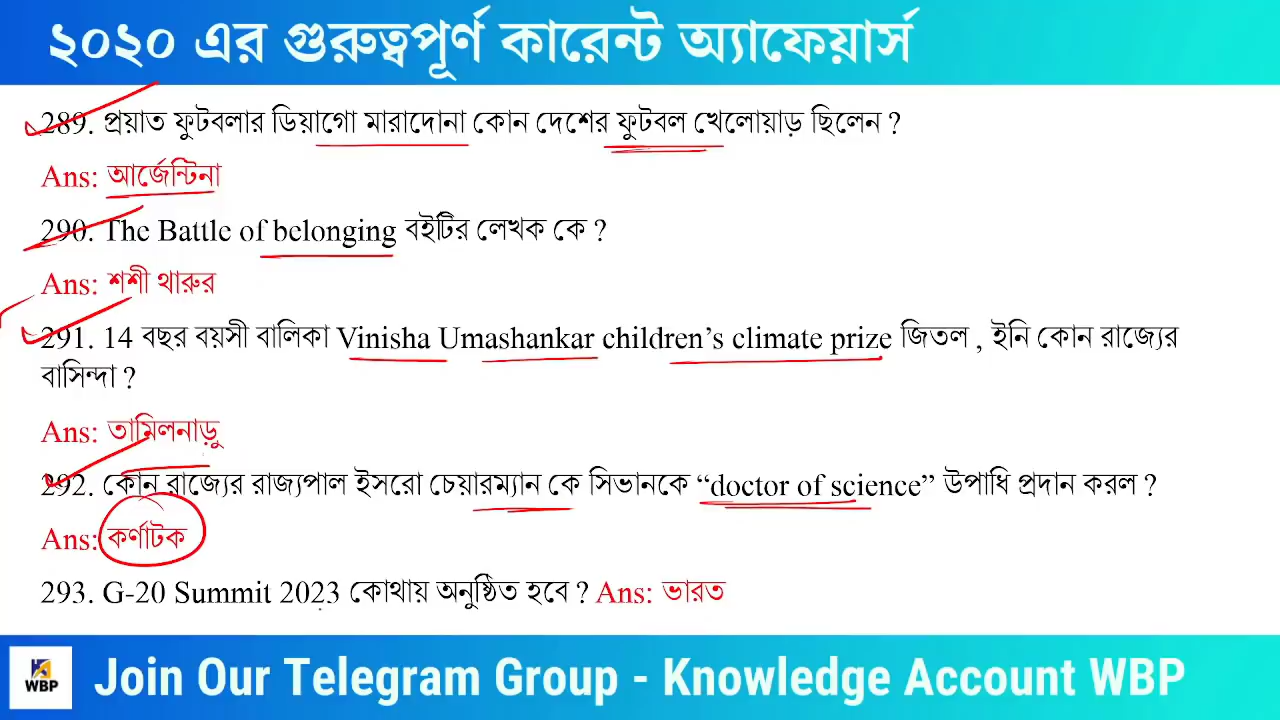 ২০২০ এর গুরুত্বপূর্ণ কারেন্ট অ্যাফেয়ার্স
289. প্রয়াত ফুটবলার ডিয়াগো মারাদোনা কোন দেশের ফুটবল খেলোয়াড় ছিলেন ?
Ans: আর্জেন্টিনা
290. The Battle of belonging বইটির লেখক কে ?
Ans: শশী থারুর
291. 14 বছর বয়সী বালিকা Vinisha Umashankar children’s climate prize জিতল , ইনি কোন রাজ্যের
বাসিন্দা ?
Ans: তামিলনাড়ু
292. কোন রাজ্যের রাজ্যপাল ইসরো চেয়ারম্যান কে সিভানকে “doctor of science” উপাধি প্রদান করল ?
Ans: কর্ণাটক
293. G-20 Summit 2023 কোথায় অনুষ্ঠিত হবে ? Ans: ভারত
WBP
Join Our Telegram Group - Knowledge Account WBP